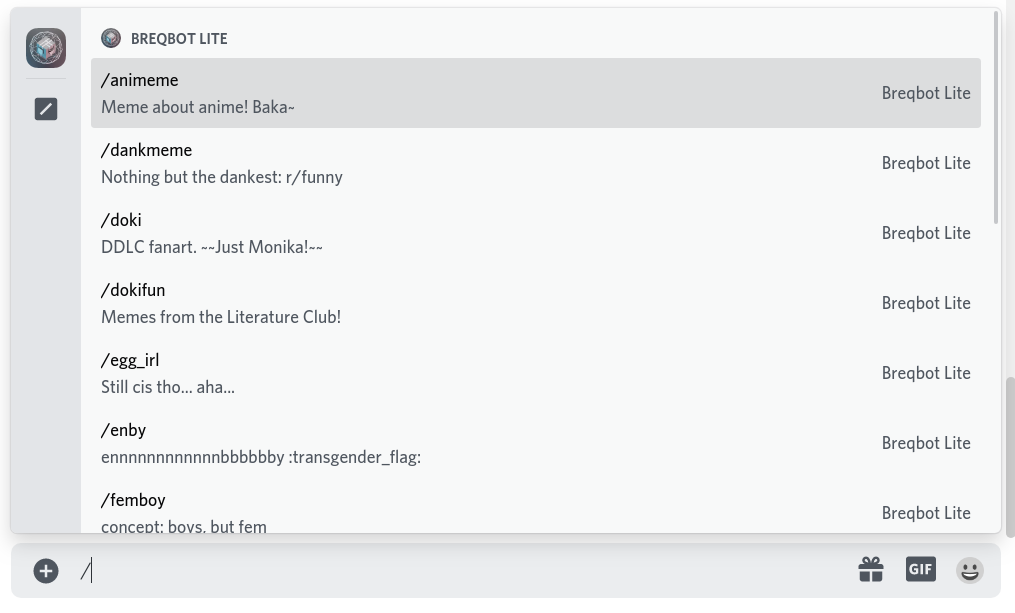 BREQBOT LITE
/animeme
Meme about anime! Baka~
Breqbot Lite
/dankmeme
Nothing but the dankest: r/funny
Breqbot Lite
/doki
DDLC fanart. ~~Just Monika!~~
Breqbot Lite
/dokifun
Memes from the Literature Club!
Breqbot Lite
/egg_irl
Still cis tho... aha...
Breqbot Lite
/enby
ennnnnnnnnnnnbbbbbby :transgender_flag:
Breqbot Lite
/femboy
concept: boys, but fem
Breqbot Lite
/
GIF